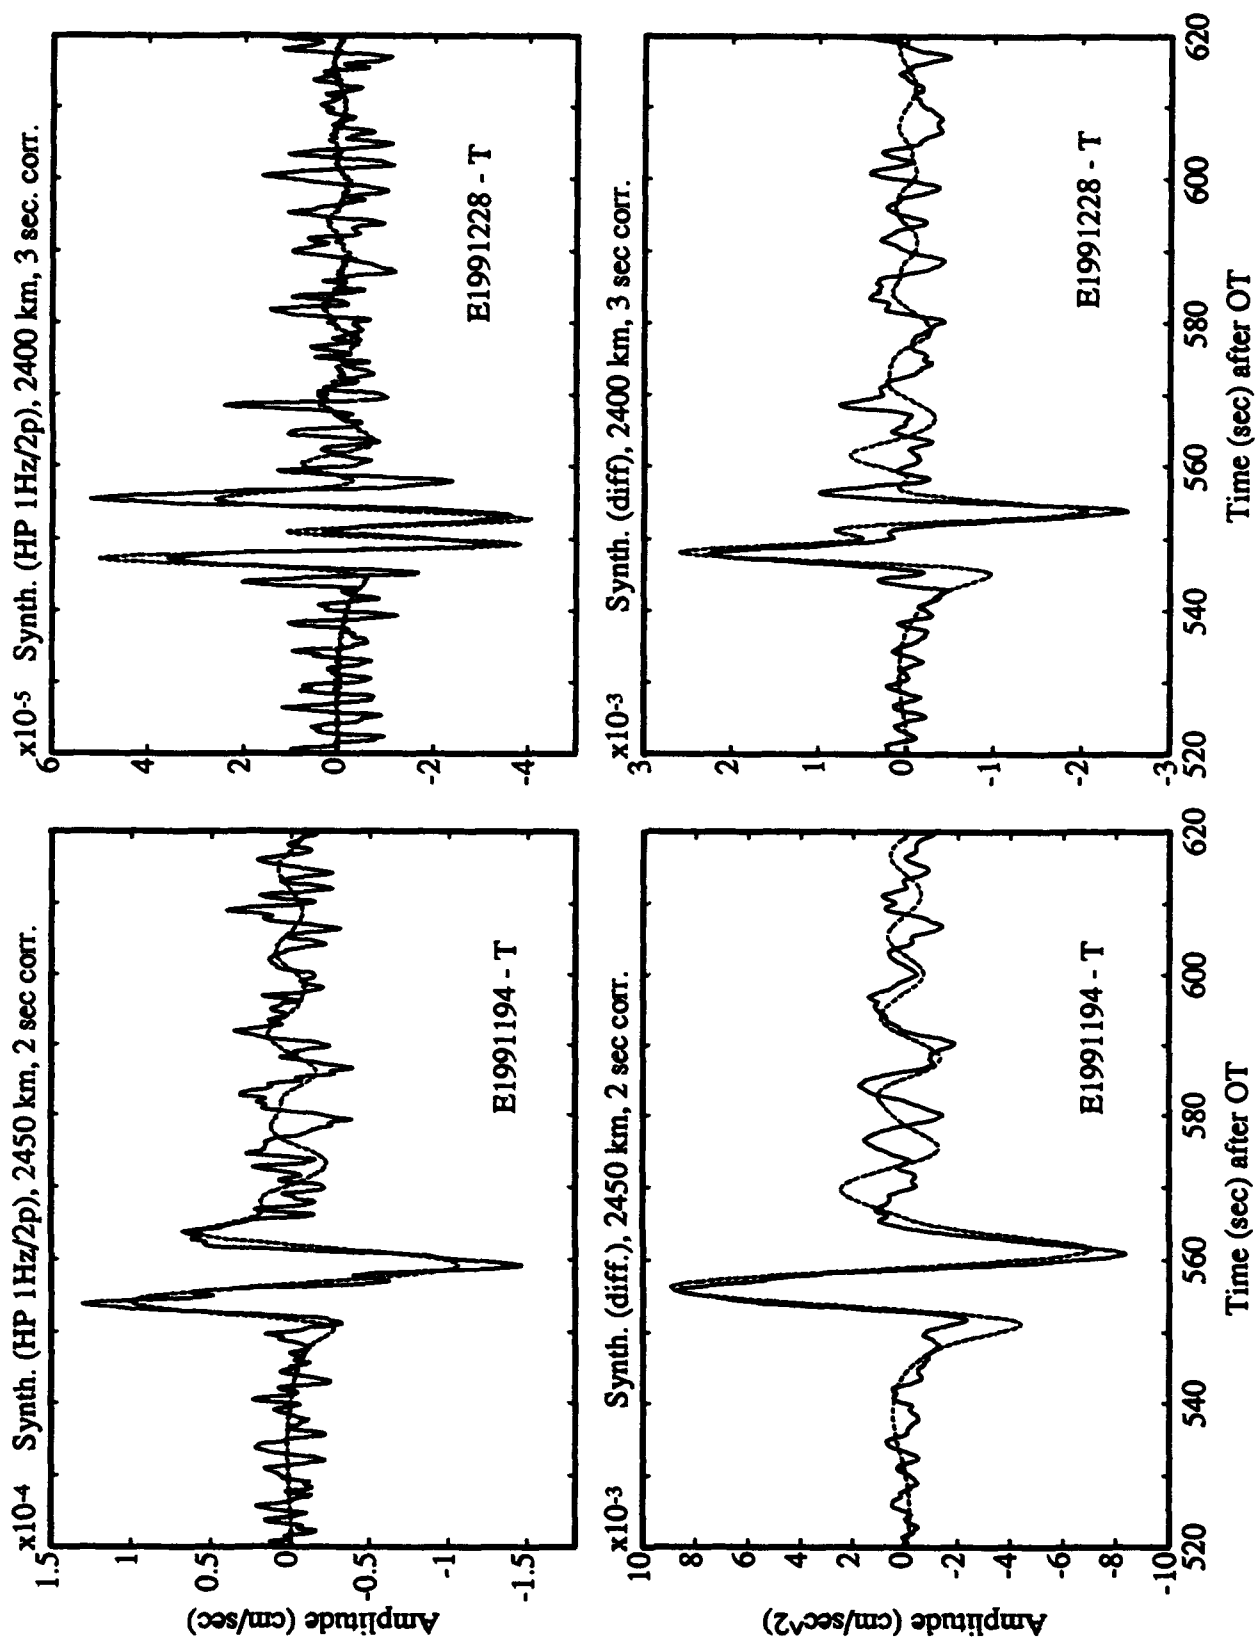 x10-4 Synth. (HP 1Hz/2p), 2450 km, 2 sec corr.
1.5
1
0.5
0
-0.5
-1
-1.5
Amplitude (cm/sec)
E1991194 - T
x10-5 Synth. (HP 1Hz/2p), 2400 km, 3 sec. corr.
6
4
2
0
-2
-4
E1991228 - T
x10-3 Synth. (diff.), 2450 km, 2 sec corr.
10
8
6
4
2
0
-2
-4
-6
-8
-10
Amplitude (cm/sec^2)
E1991194 - T
520 540 560 580 600 620
Time (sec) after OT
x10-3 Synth. (diff), 2400 km, 3 sec corr.
3
2
1
0
-1
-2
-3
E1991228 - T
520 540 560 580 600 620
Time (sec) after OT